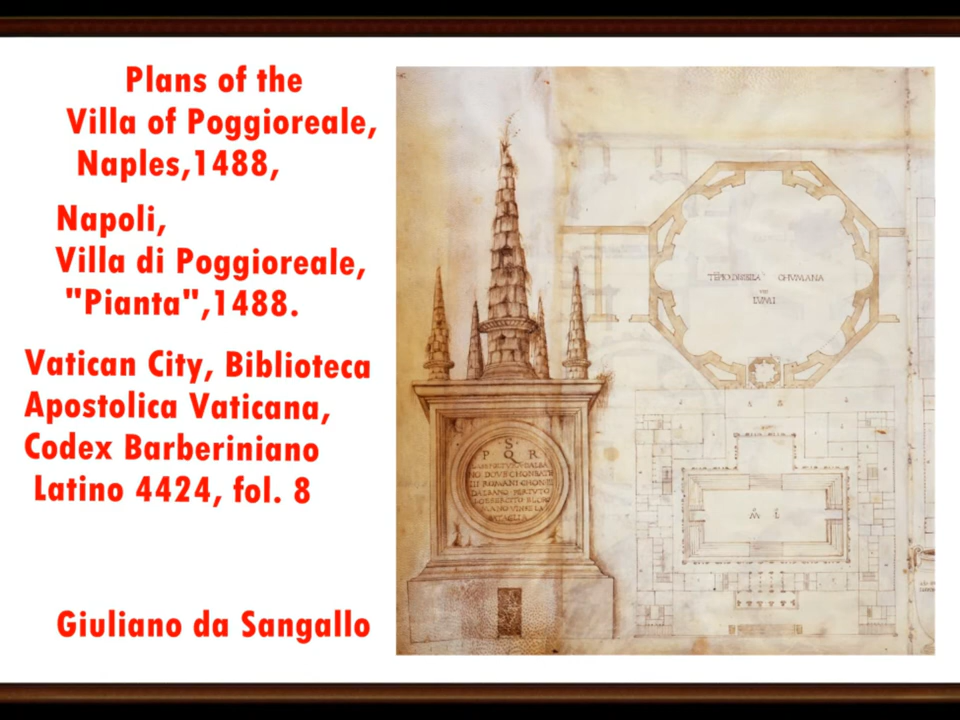 Plans of the
Villa of Poggioreale,
Naples,1488,
Napoli,
Villa di Poggioreale,
"Pianta",1488.
Vatican City, Biblioteca
Apostolica Vaticana,
Codex Barberiniano
Latino 4424, fol. 8
Giuliano da Sangallo
S·
P Q R
CHVMANA